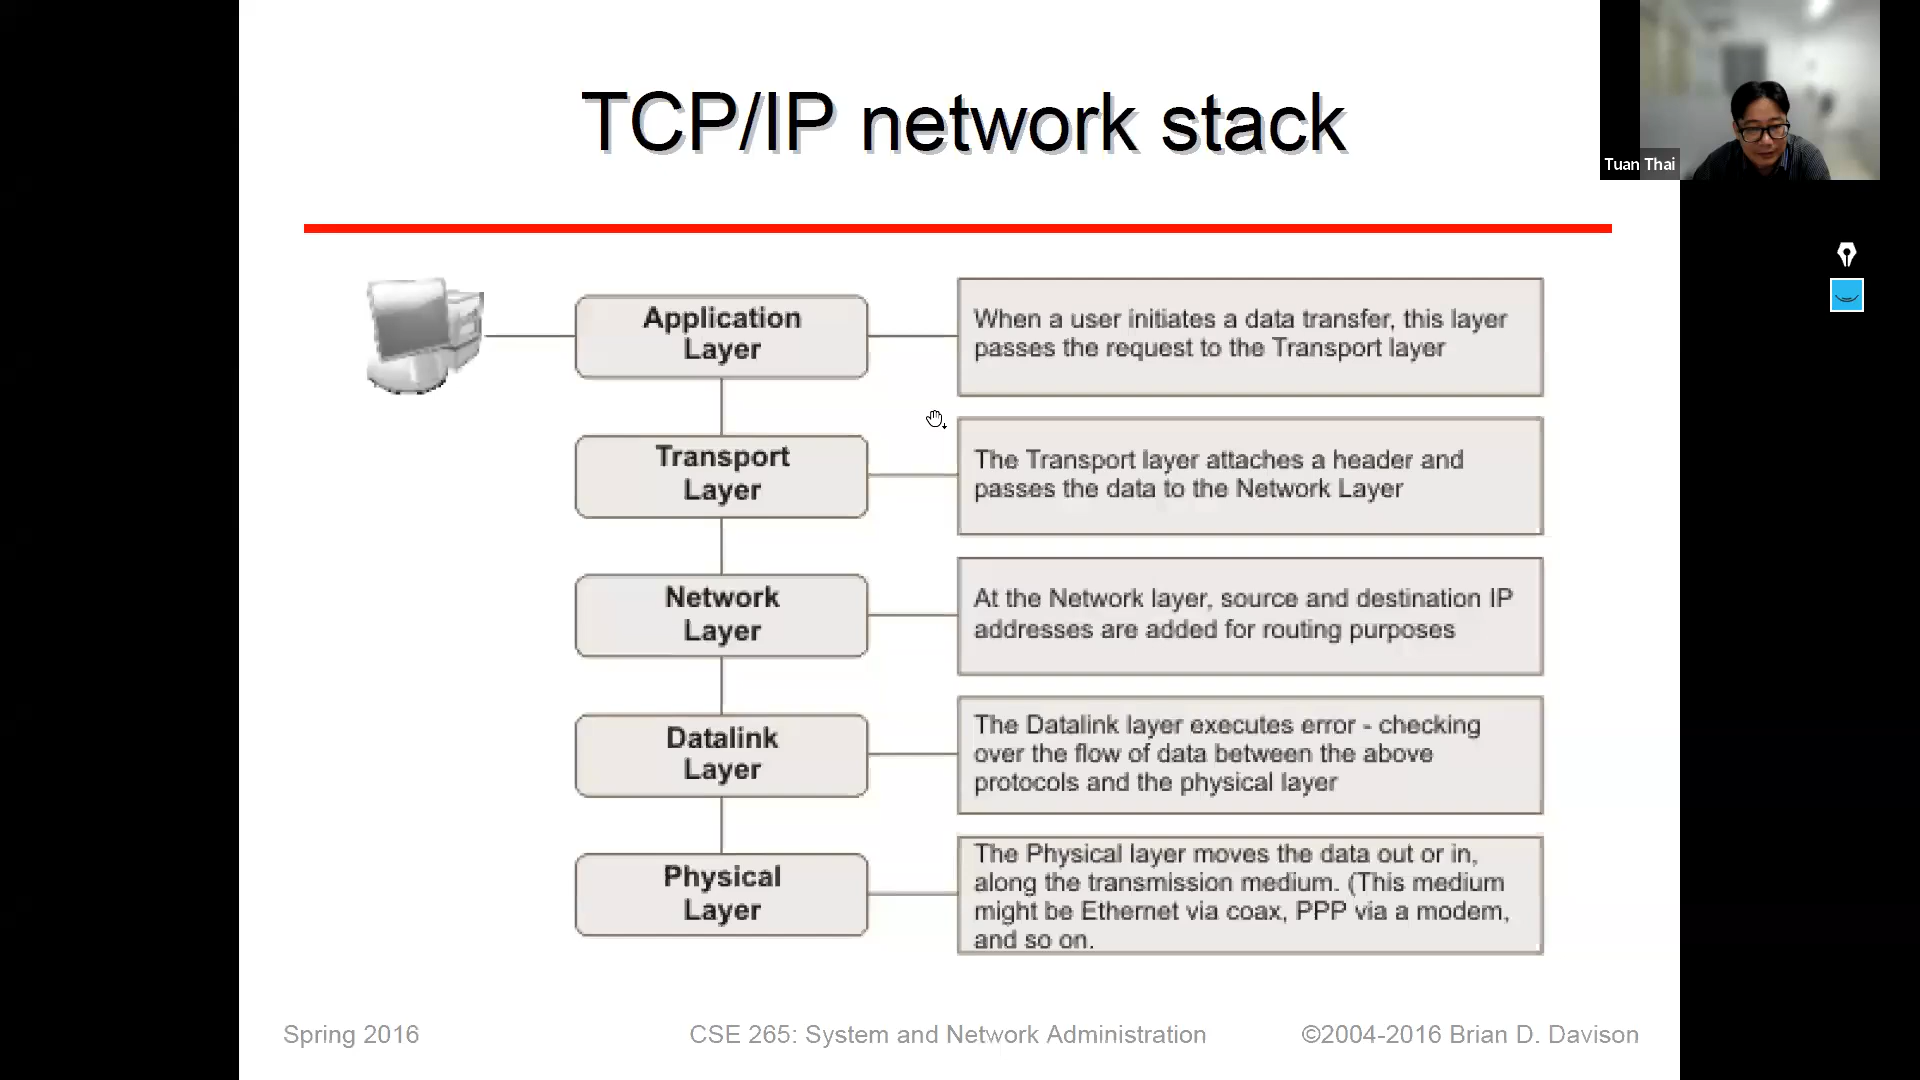 TCP/IP network stack
Tuan Thai
Application
Layer
When a user initiates a data transfer, this layer
passes the request to the Transport layer
Transport
Layer
The Transport layer attaches a header and
passes the data to the Network Layer
Network
Layer
At the Network layer, source and destination IP
addresses are added for routing purposes
Datalink
Layer
The Datalink layer executes error - checking
over the flow of data between the above
protocols and the physical layer
Physical
Layer
The Physical layer moves the data out or in,
along the transmission medium. (This medium
might be Ethernet via coax, PPP via a modem,
and so on.
Spring 2016
CSE 265: System and Network Administration
©2004-2016 Brian D. Davison